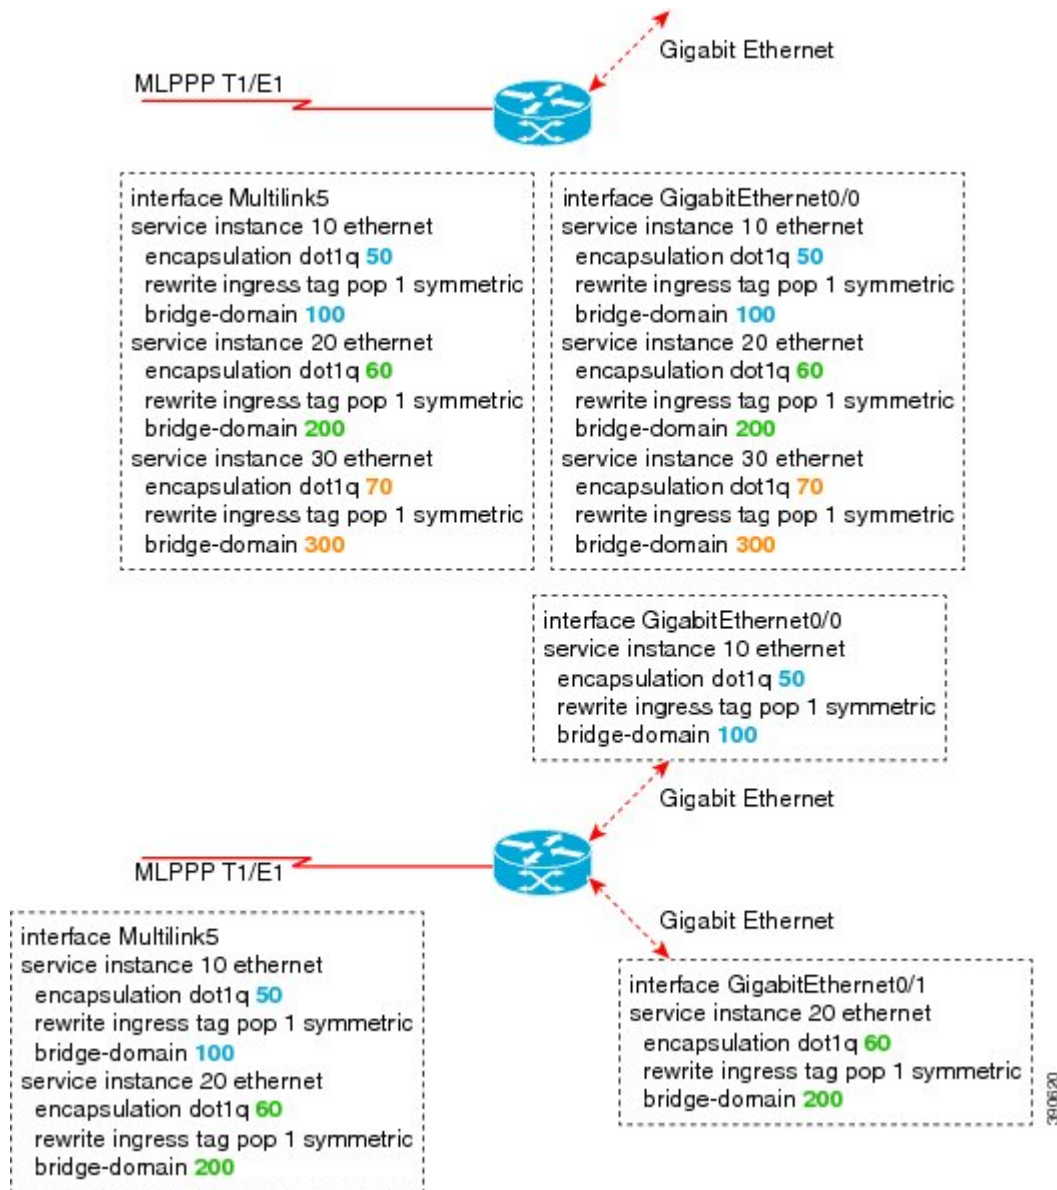 Gigabit Ethernet
MLPPP T1/E1
interface Multilink5
service instance 10 ethernet
encapsulation dot1q 50
rewrite ingress tag pop 1 symmetric
bridge-domain 100
service instance 20 ethernet
encapsulation dot1q 60
rewrite ingress tag pop 1 symmetric
bridge-domain 200
service instance 30 ethernet
encapsulation dot1q 70
rewrite ingress tag pop 1 symmetric
bridge-domain 300
interface GigabitEthernet0/0
service instance 10 ethernet
encapsulation dot1q 50
rewrite ingress tag pop 1 symmetric
bridge-domain 100
service instance 20 ethernet
encapsulation dot1q 60
rewrite ingress tag pop 1 symmetric
bridge-domain 200
service instance 30 ethernet
encapsulation dot1q 70
rewrite ingress tag pop 1 symmetric
bridge-domain 300
interface GigabitEthernet0/0
service instance 10 ethernet
encapsulation dot1q 50
rewrite ingress tag pop 1 symmetric
bridge-domain 100
Gigabit Ethernet
MLPPP T1/E1
Gigabit Ethernet
interface Multilink5
service instance 10 ethernet
encapsulation dot1q 50
rewrite ingress tag pop 1 symmetric
bridge-domain 100
service instance 20 ethernet
encapsulation dot1q 60
rewrite ingress tag pop 1 symmetric
bridge-domain 200
interface GigabitEthernet0/1
service instance 20 ethernet
encapsulation dot1q 60
rewrite ingress tag pop 1 symmetric
bridge-domain 200
390620